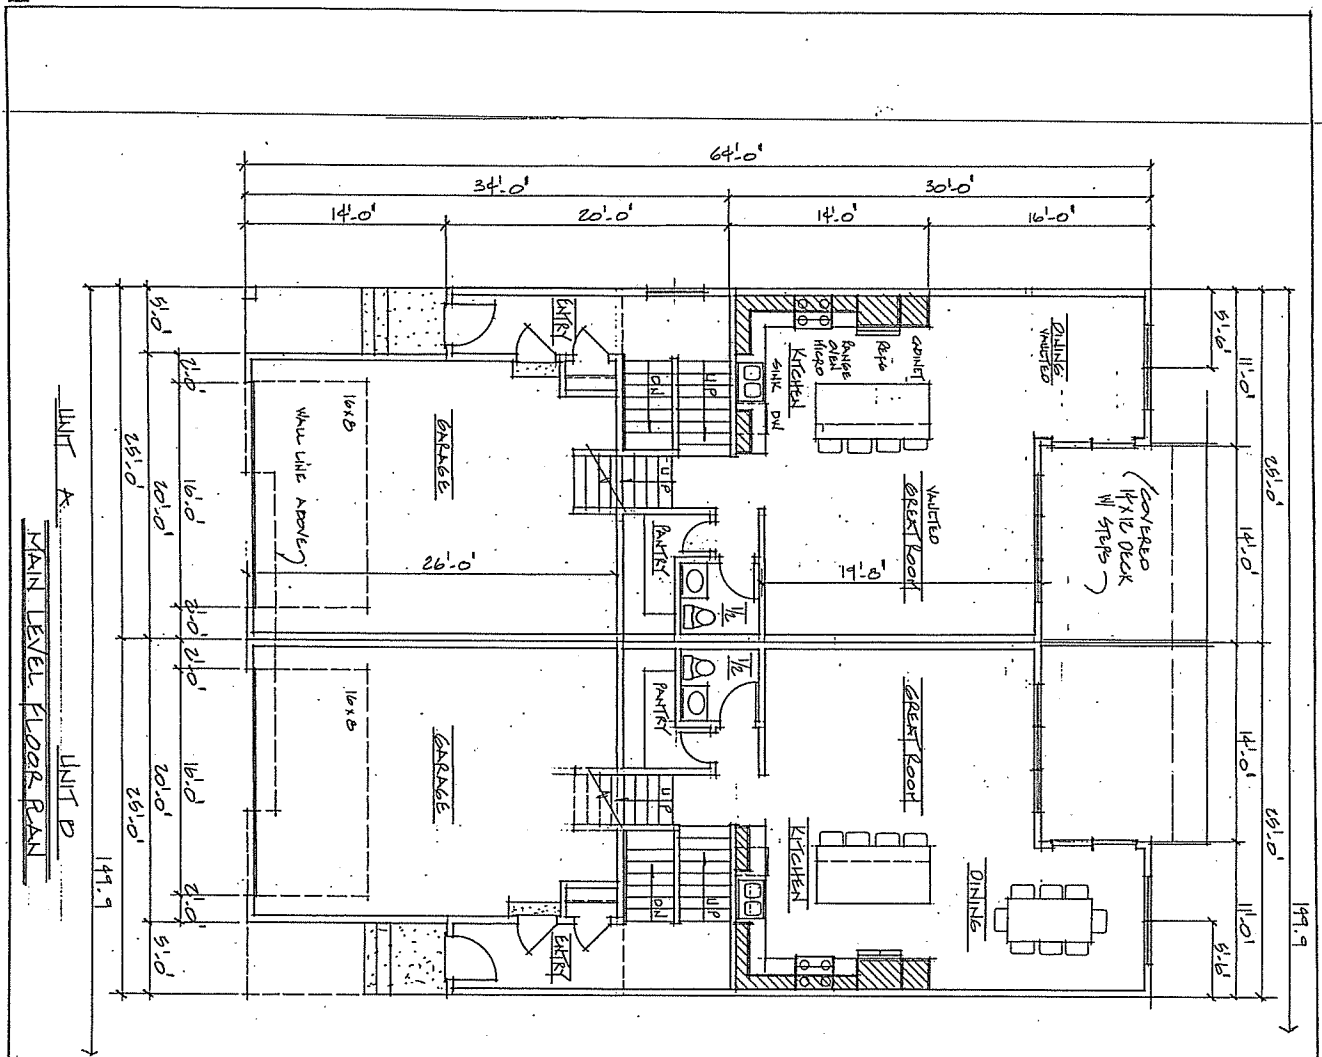 64'-0"
34'-0"
30'-0"
14'-0"
20'-0"
14'-0"
16'-0"
5'-0"
ENTRY
KITCHEN
RANGE
OVEN
MICRO
REFG
CABINET
DINING
VAULTED
5'-6"
11'-0"
2'-0"
16x8
WALL LINE ABOVE
GARAGE
DN
UP
SINK
DW
UP
25'-0"
20'-0"
16'-0"
26'-0"
PANTRY
1/2
VAULTED
GREAT ROOM
19'-8"
COVERED
14X12 DECK
W/ STEPS
14'-0"
25'-0"
2'-0"
2'-0"
16x8
GARAGE
PANTRY
1/2
GREAT ROOM
14'-0"
25'-0"
16'-0"
20'-0"
25'-0"
UP
DN
UP
KITCHEN
DINING
11'-0"
5'-6"
2'-0"
5'-0"
ENTRY
149.9
149.9
UNIT A
UNIT B
MAIN LEVEL FLOOR PLAN